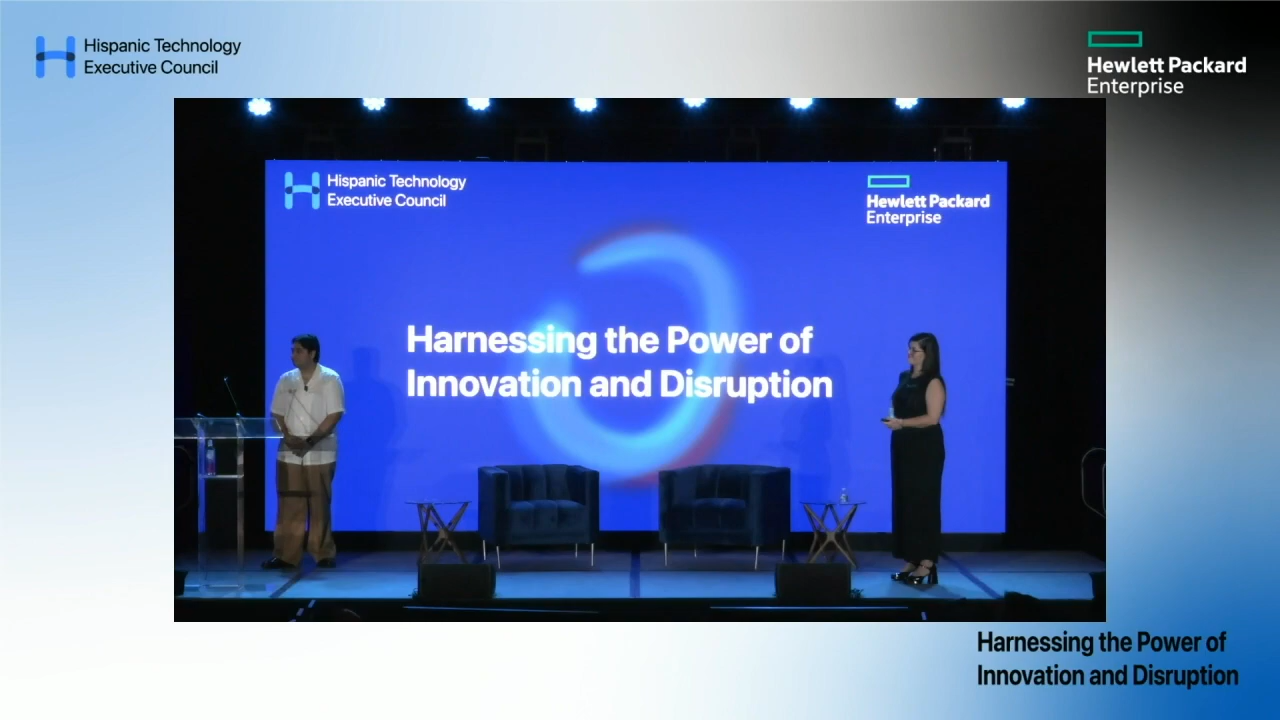 Hispanic Technology
Executive Council
Hewlett Packard
Enterprise
Hispanic Technology
Executive Council
Hewlett Packard
Enterprise
Harnessing the Power of
Innovation and Disruption
Harnessing the Power of
Innovation and Disruption